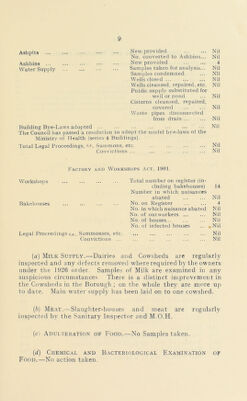 9
Ashpits ... New provided ... Nil
No. converted to Ashbins... Nil
Ashbins ... New provided ... 4
Water Supply ... Samples taken for analysis... Nil
Samples condemned ... Nil
Wells closed ... Nil
Wells cleansed, repaired, etc. Nil
Public supply substituted for
well or pond ... Nil
Cisterns cleansed, repaired,
covered ... Nil
Waste pipes disconnected
from drain ... Nil
Building Bye-Laws adopted ... Nil
The Council has passed a resolution to adopt the model bye-laws of the
Ministry of Health (series 4 Buildings)
Total Legal Proceedings, Summons, etc. Nil
Convictions ... Nil
FACTORY AND WORKSHOPS ACT, 1901.
Workshops ... Total number on register (in-
cluding bakehouses) 14
Number in which nuisances
abated ... Nil
Bakehouses ... No. on Register ... 4
No. in which nuisance abated Nil
No. of outworkers ... Nil
No. of houses ... Nil
No. of infected houses ... Nil
Legal Proceedings Summonses, etc. ... Nil
Convictions ... Nil
(a) MILK SUPPLY.—Dairies and Cowsheds are regularly
inspected and any defects removed where required by the owners
under the 1926 order. Samples of Milk are examined in any
suspicious circumstances There is a distinct improvement in
the Cowsheds in the Borough; on the whole they are more up
to date. Main water supply has been laid on to one cowshed.
(b) MEAT.—Slaughter-houses and meat are regularly
inspected by the Sanitary Inspector and M.O.H.
(c) ADULTERATION OF FOOD.—No Samples taken.
(d) CHEMICAL AND BACTERIOLOGICAL EXAMINATION OF
FOOD.—No action taken.